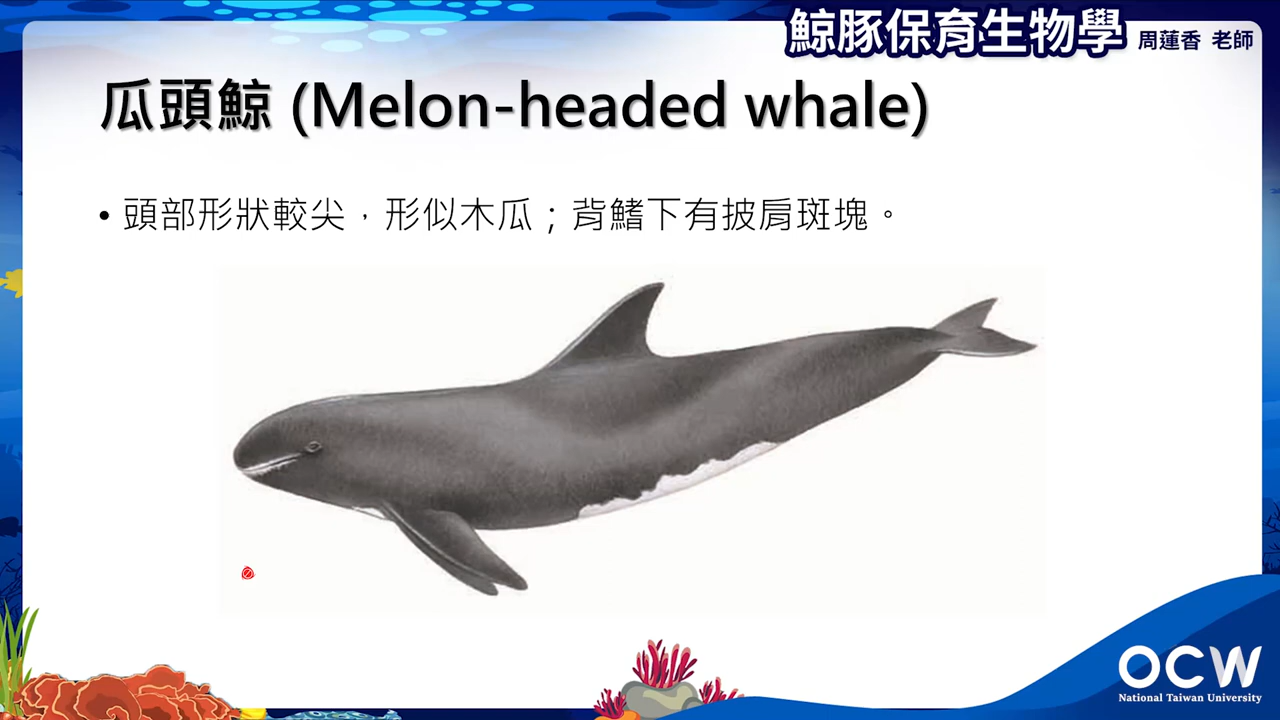 鯨豚保育生物學 周蓮香 老師
瓜頭鯨 (Melon-headed whale)
• 頭部形狀較尖，形似木瓜；背鰭下有披肩斑塊。
OCW
National Taiwan University